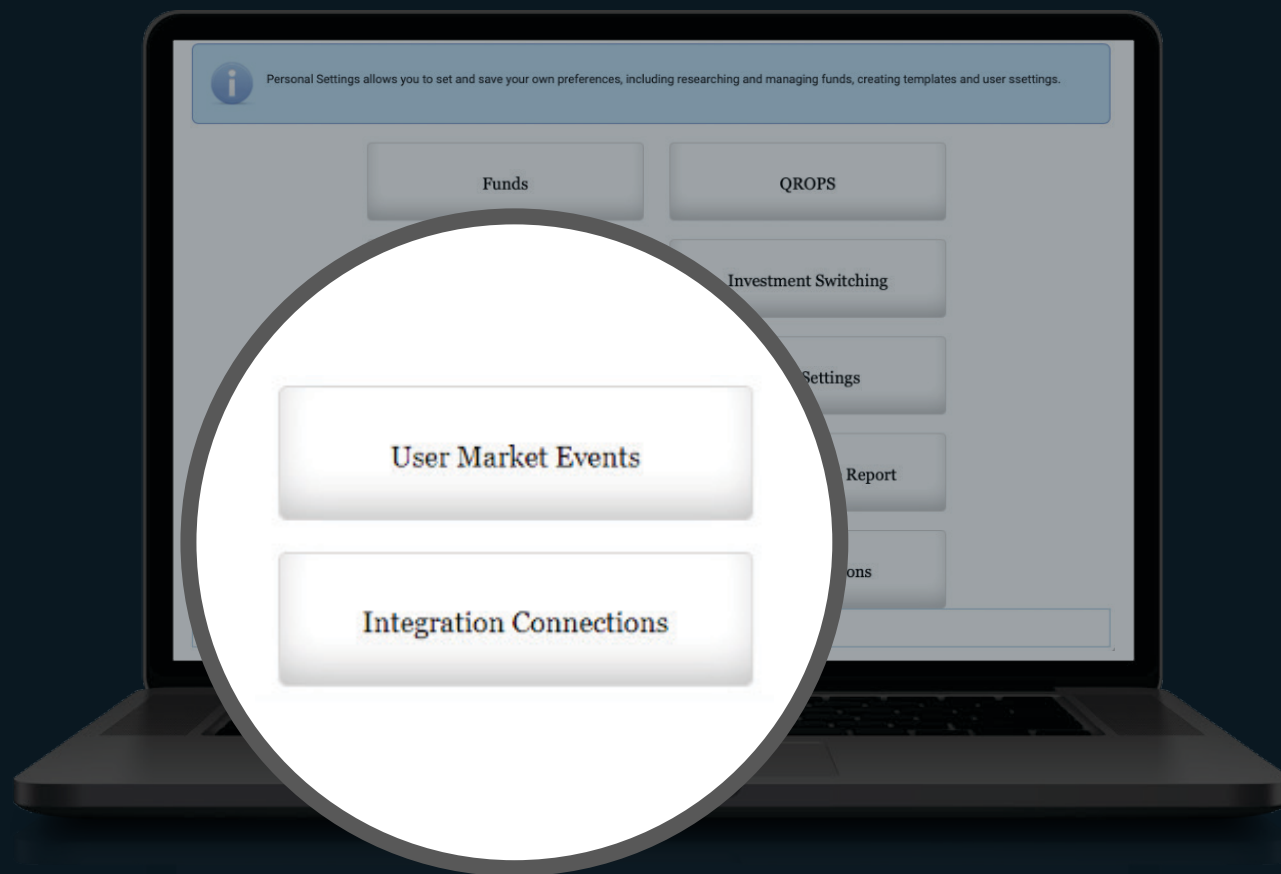 Personal Settings allows you to set and save your own preferences, including researching and managing funds, creating templates and user ssettings.
Funds
QROPS
Investment Switching
Settings
Report
User Market Events
Integration Connections